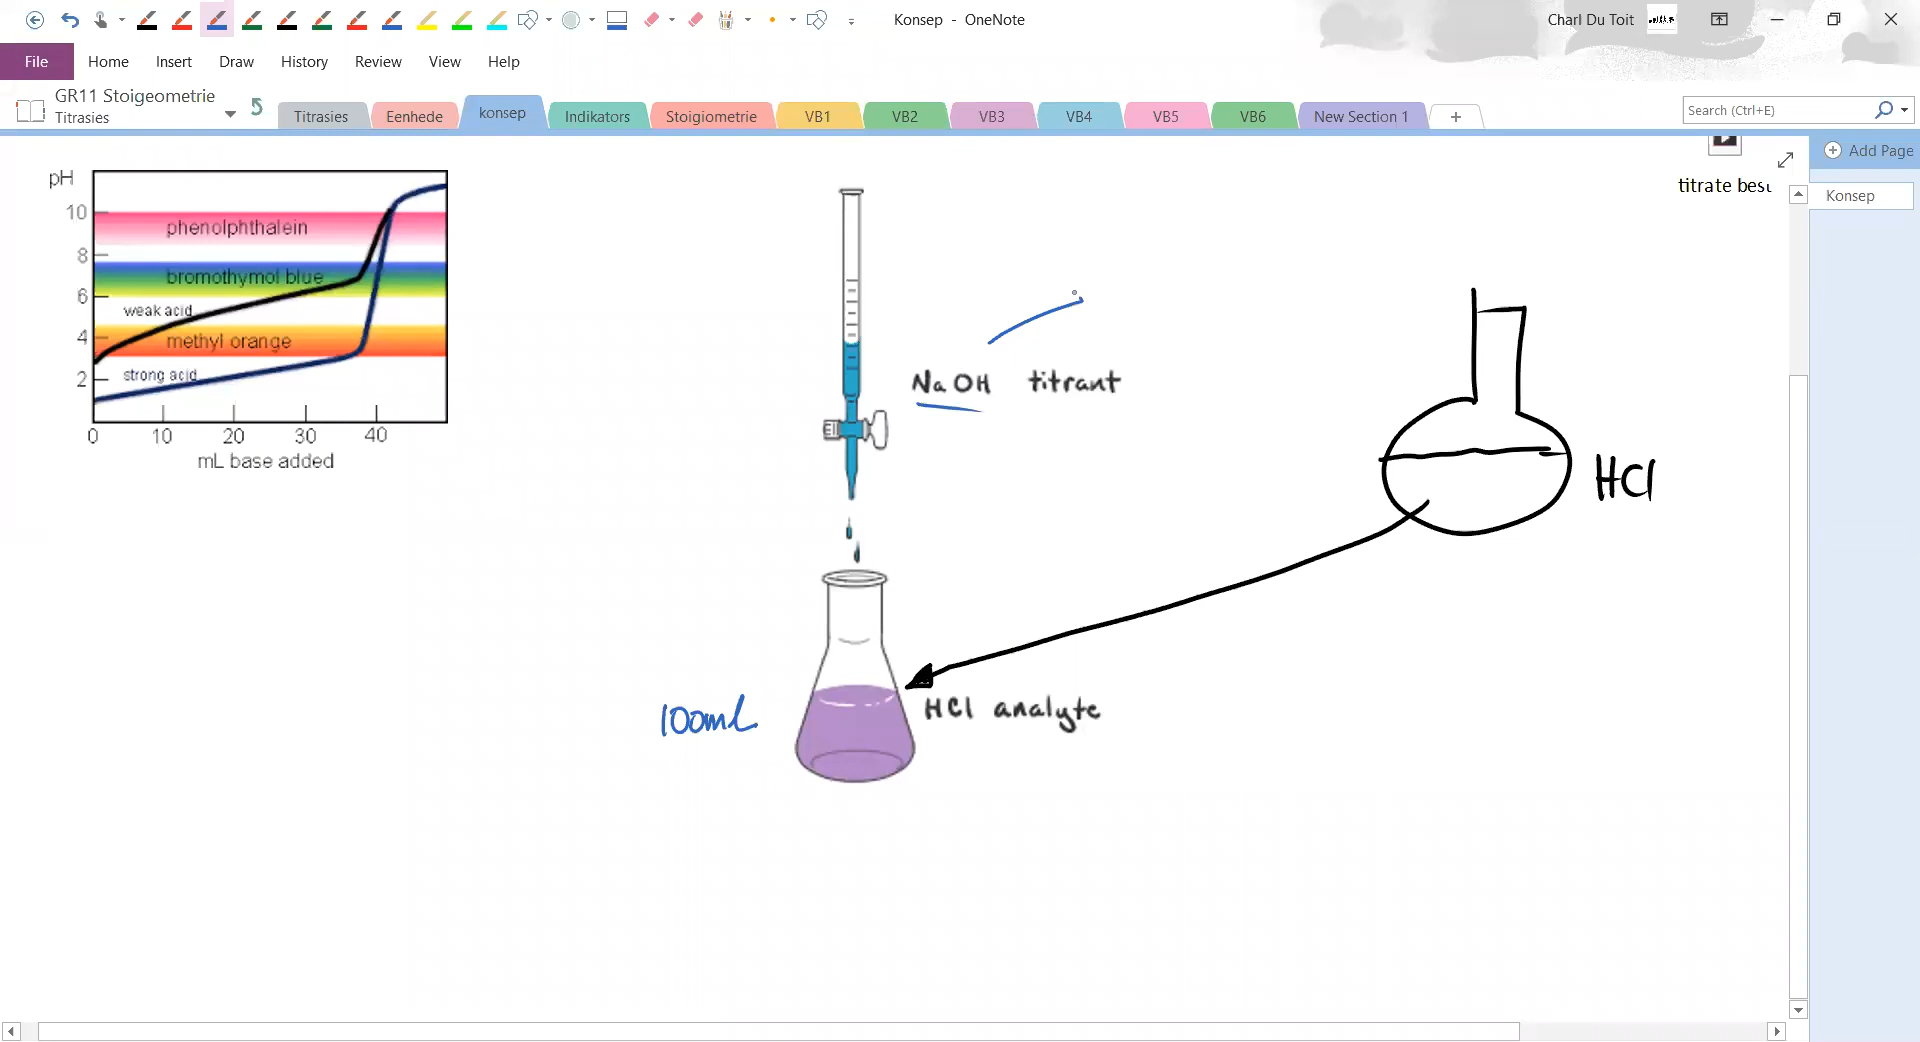 Konsep - OneNote
Charl Du Toit
File Home Insert Draw History Review View Help
GR11 Stoigeometrie
Titrasies
Titrasies Eenhede konsep Indikators Stoigiometrie VB1 VB2 VB3 VB4 VB5 VB6 New Section 1 +
Search (Ctrl+E)
Add Page
Konsep
titrate best
pH
10
8
6
4
2
phenolphthalein
bromothymol blue
weak acid
methyl orange
strong acid
0 10 20 30 40
mL base added
NaOH titrant
HCl
HCl analyte
100ml